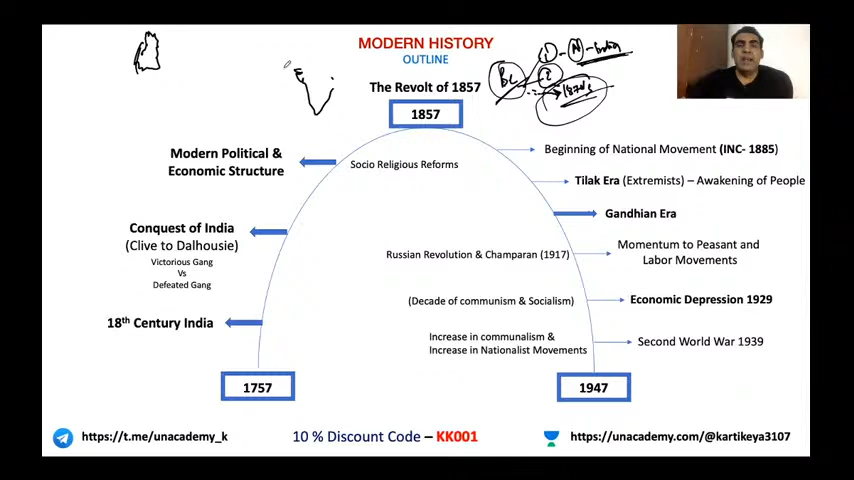 MODERN HISTORY
OUTLINE
The Revolt of 1857
1857
BC
1870's
Modern Political &
Economic Structure
Socio Religious Reforms
Beginning of National Movement (INC- 1885)
Tilak Era (Extremists) – Awakening of People
Gandhian Era
Conquest of India
(Clive to Dalhousie)
Victorious Gang
Vs
Defeated Gang
Russian Revolution & Champaran (1917)
Momentum to Peasant and
Labor Movements
(Decade of communism & Socialism)
Economic Depression 1929
18th Century India
Increase in communalism &
Increase in Nationalist Movements
Second World War 1939
1757
1947
https://t.me/unacademy_k
10 % Discount Code – KK001
https://unacademy.com/@kartikeya3107